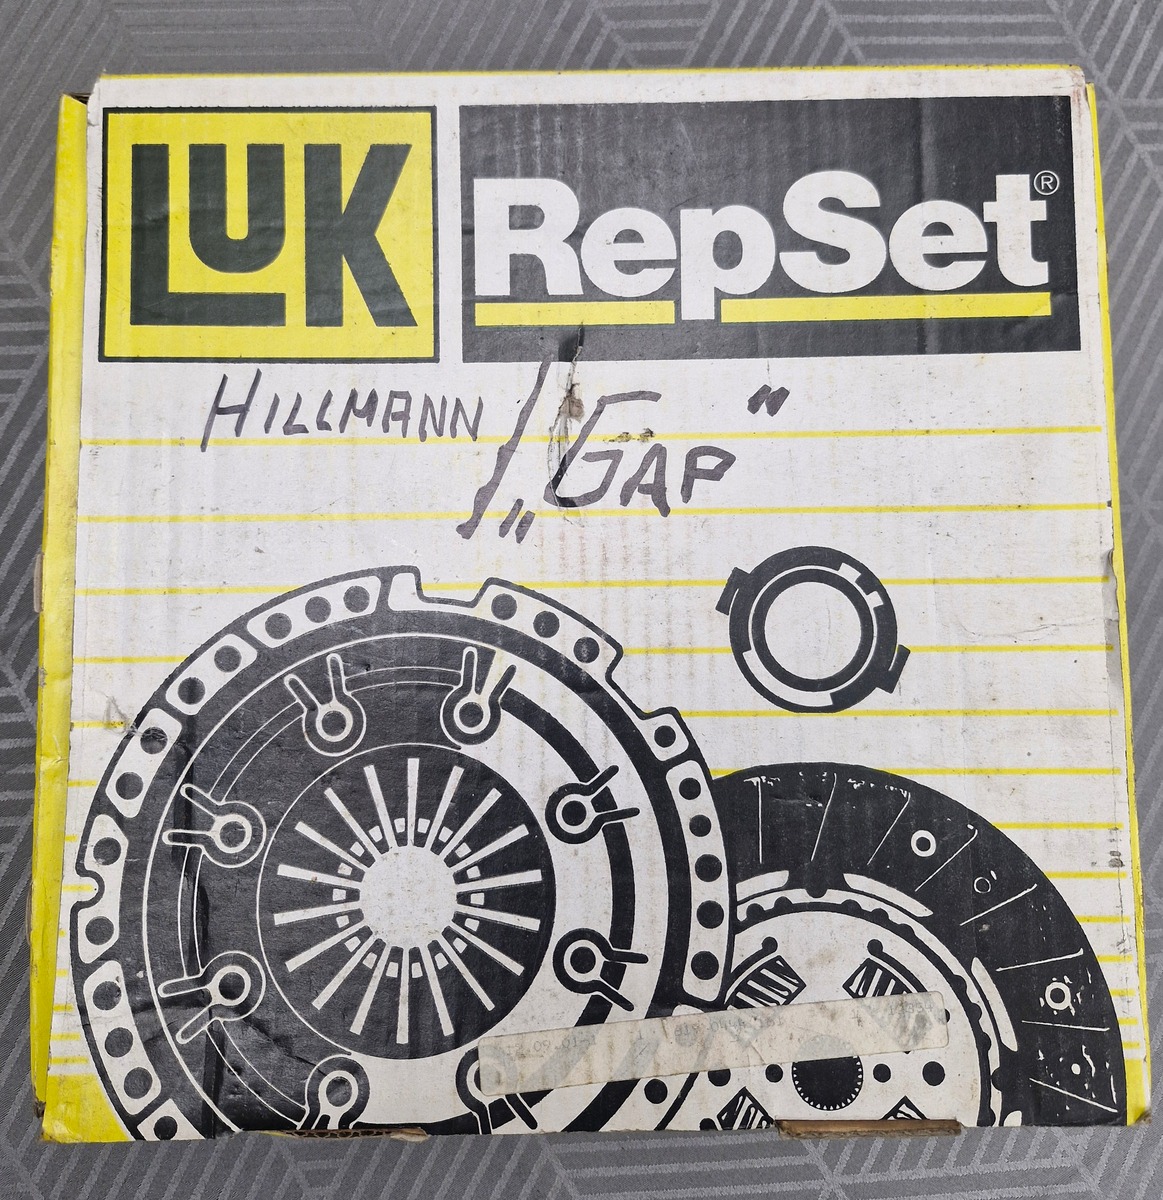 LUK
RepSet®
HILLMANN / „GAP"